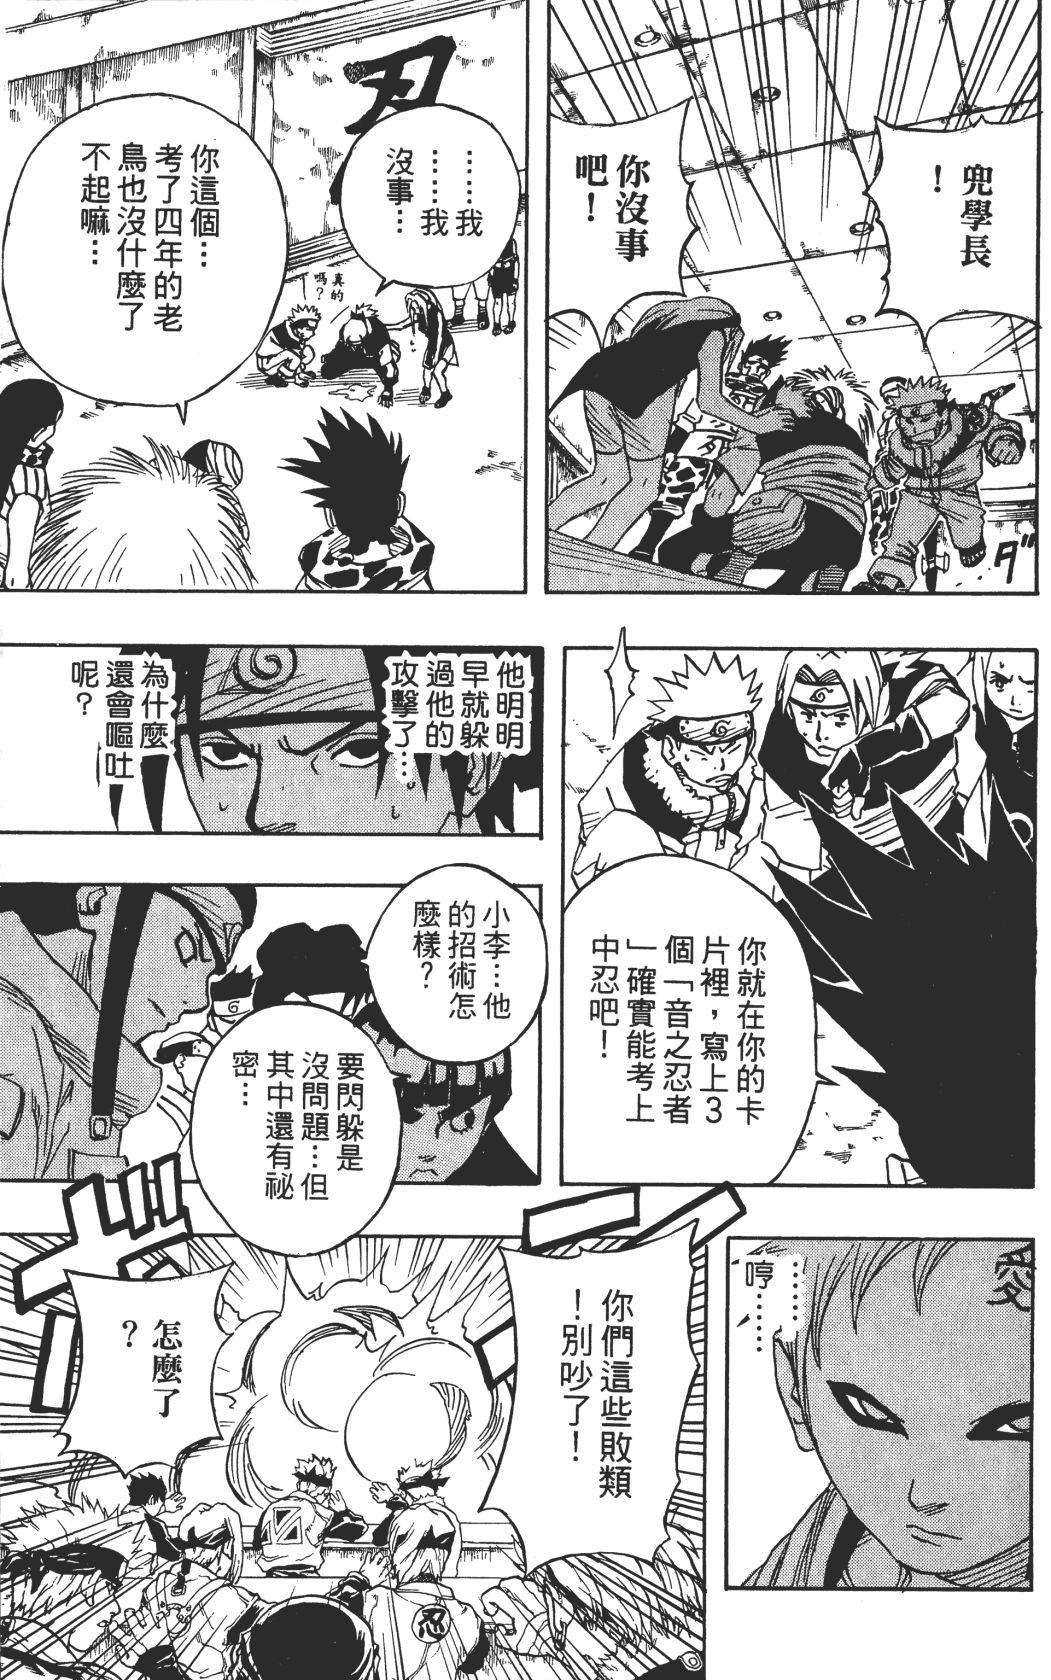 兜學長
！
你沒事
吧！
ダッ
忍
……我
……我
沒事…
真的
嗎？
你這個…
考了四年的老
鳥也沒什麼了
不起嘛…
你就在你的卡
片裡，寫上3
個「音之忍者
」確實能考上
中忍吧！
他明明
早就躲
過他的
攻擊了…
為什麼
還會嘔吐
呢？
小李…他
的招術怎
麼樣？
要閃躲是
沒問題…但
其中還有祕
密…
愛
……
哼……
你們這些敗類
！別吵了！
怎麼了
？
忍